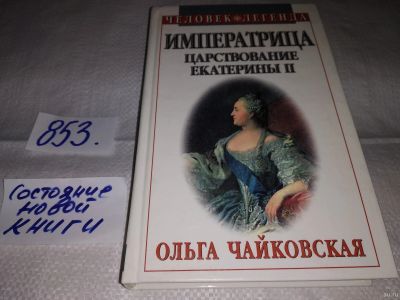 ЧЕЛОВЕК-ЛЕГЕНДА
ИМПЕРАТРИЦА
ЦАРСТВОВАНИЕ
ЕКАТЕРИНЫ II
ОЛЬГА ЧАЙКОВСКАЯ
853.
Состояние
новой
книги